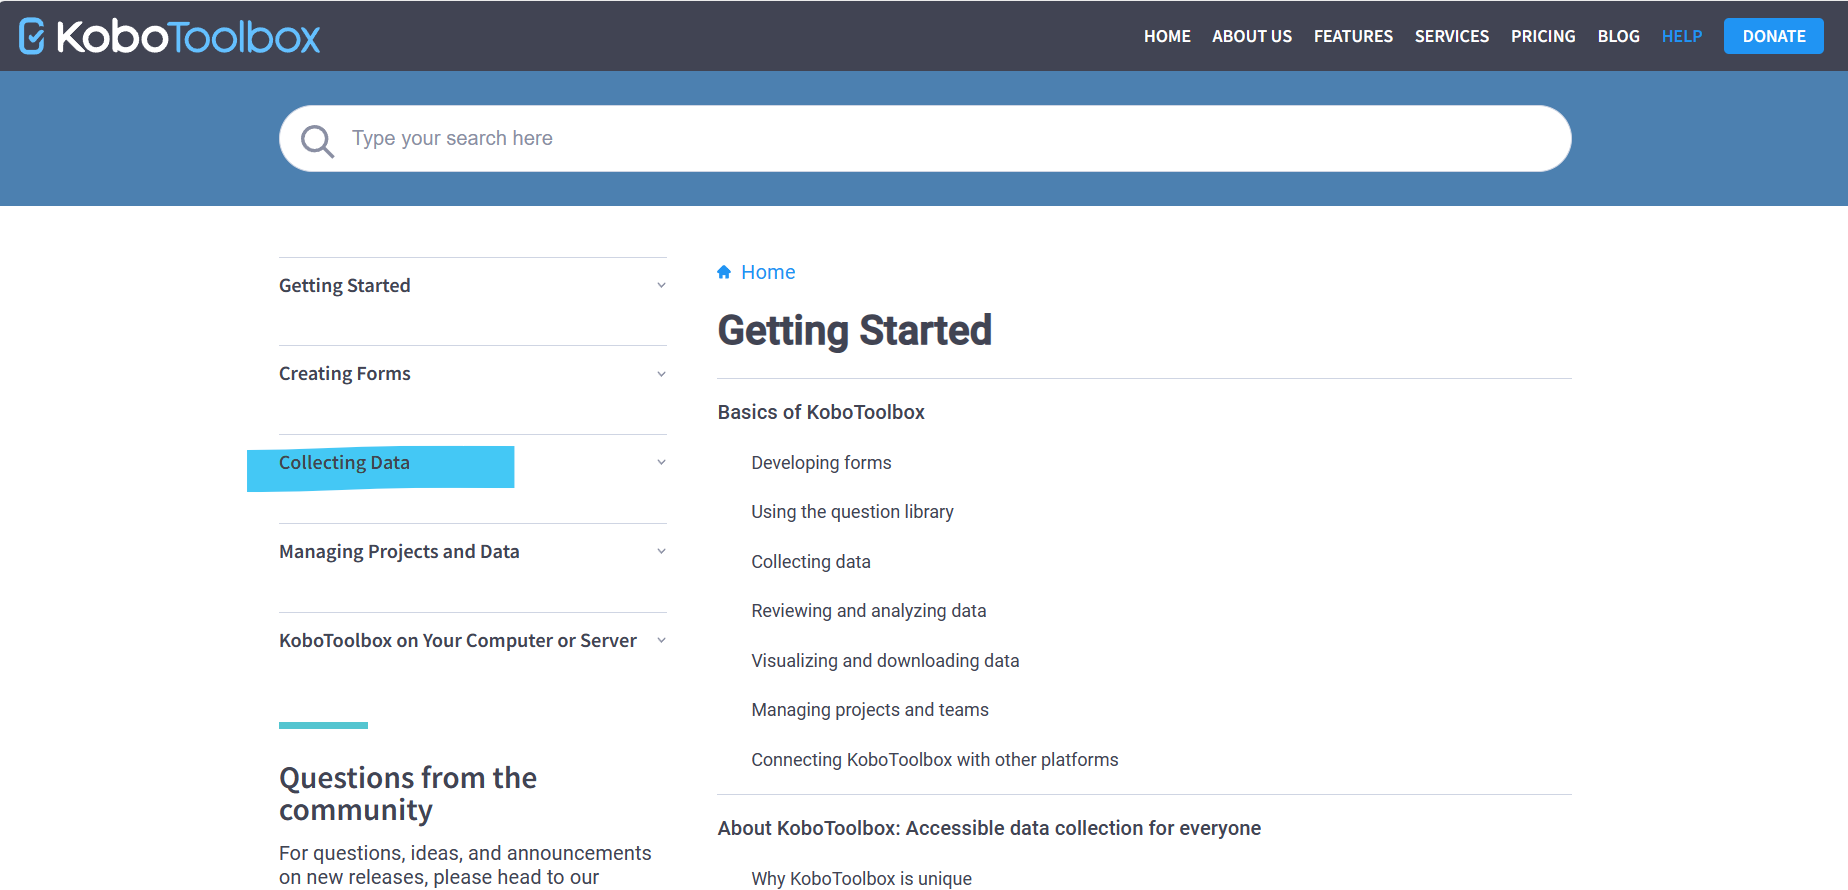 KoboToolbox
HOME ABOUT US FEATURES SERVICES PRICING BLOG HELP DONATE
Type your search here
Getting Started
Creating Forms
Collecting Data
Managing Projects and Data
KoboToolbox on Your Computer or Server
Questions from the
community
For questions, ideas, and announcements
on new releases, please head to our
Home
Getting Started
Basics of KoboToolbox
Developing forms
Using the question library
Collecting data
Reviewing and analyzing data
Visualizing and downloading data
Managing projects and teams
Connecting KoboToolbox with other platforms
About KoboToolbox: Accessible data collection for everyone
Why KoboToolbox is unique